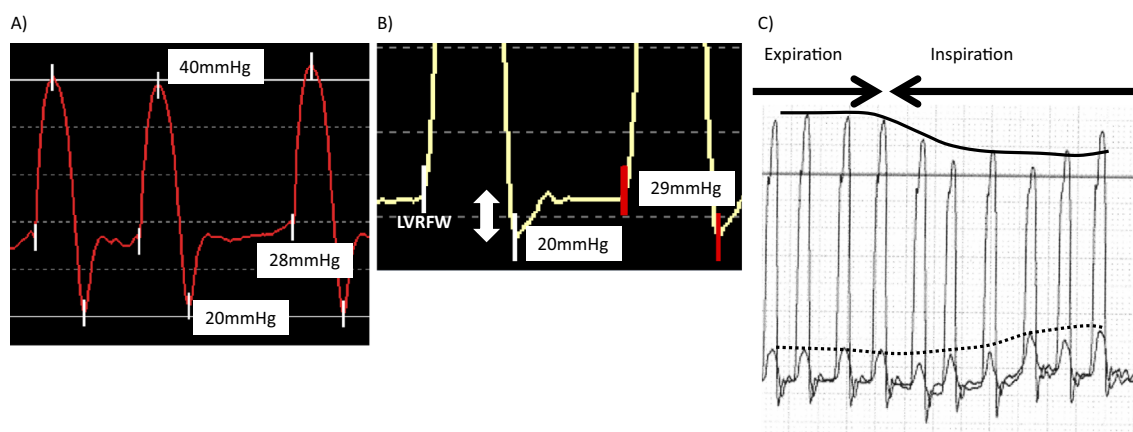 A)
40mmHg
28mmHg
20mmHg
B)
29mmHg
LVRFW
20mmHg
C)
Expiration
Inspiration